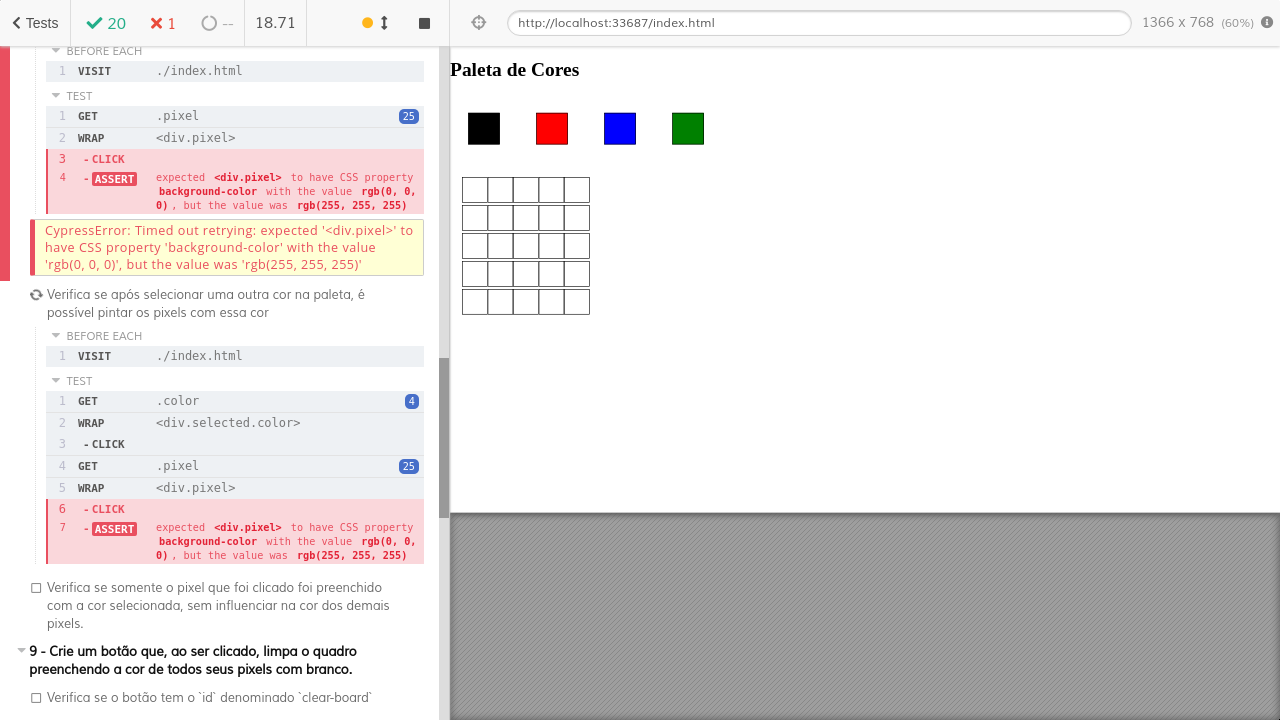 Tests
20
1
--
18.71
http://localhost:33687/index.html
1366 x 768 (60%)
BEFORE EACH
1 VISIT ./index.html
TEST
1 GET .pixel 25
2 WRAP <div.pixel>
3 - CLICK
4 - ASSERT expected <div.pixel> to have CSS property
background-color with the value rgb(0, 0,
0), but the value was rgb(255, 255, 255)
CypressError: Timed out retrying: expected '<div.pixel>' to
have CSS property 'background-color' with the value
'rgb(0, 0, 0)', but the value was 'rgb(255, 255, 255)'
Verifica se após selecionar uma outra cor na paleta, é
possível pintar os pixels com essa cor
BEFORE EACH
1 VISIT ./index.html
TEST
1 GET .color 4
2 WRAP <div.selected.color>
3 - CLICK
4 GET .pixel 25
5 WRAP <div.pixel>
6 - CLICK
7 - ASSERT expected <div.pixel> to have CSS property
background-color with the value rgb(0, 0,
0), but the value was rgb(255, 255, 255)
Verifica se somente o pixel que foi clicado foi preenchido
com a cor selecionada, sem influenciar na cor dos demais
pixels.
9 - Crie um botão que, ao ser clicado, limpa o quadro
preenchendo a cor de todos seus pixels com branco.
Verifica se o botão tem o `id` denominado `clear-board`
Paleta de Cores